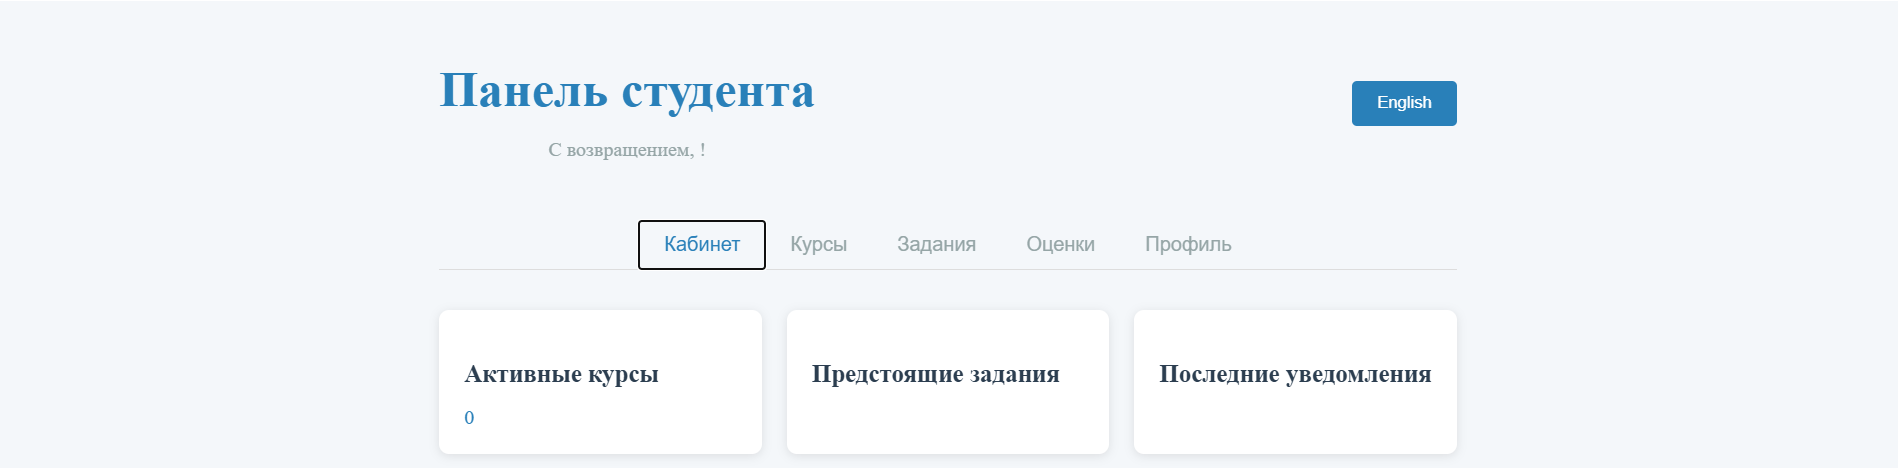 Панель студента
English
С возвращением, !
Кабинет Курсы Задания Оценки Профиль
Активные курсы
0
Предстоящие задания
Последние уведомления